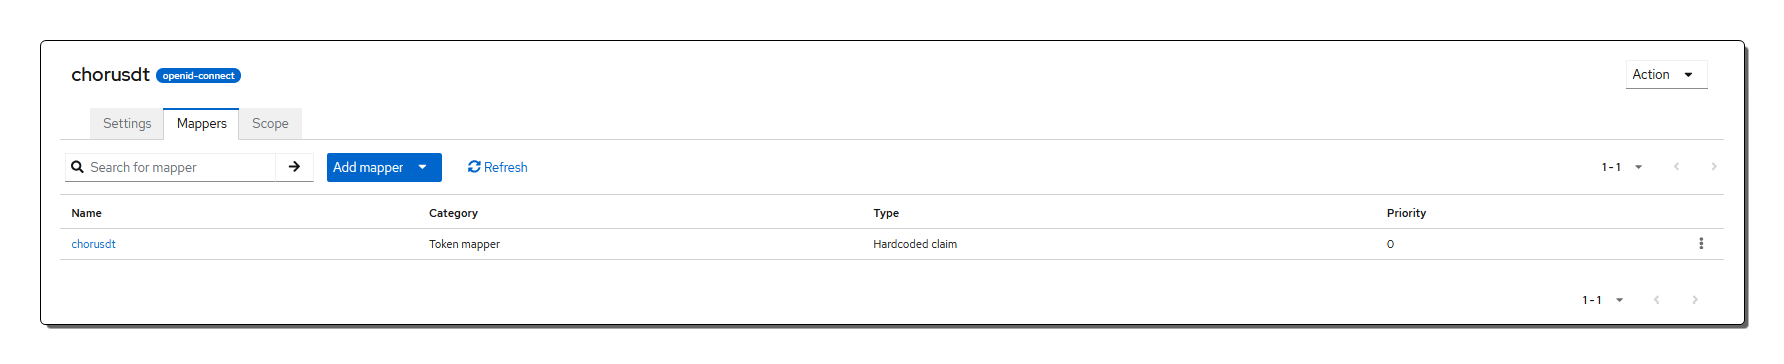 chorusdt openid-connect
Action
Settings Mappers Scope
Search for mapper Add mapper Refresh 1 - 1
Name Category Type Priority
chorusdt Token mapper Hardcoded claim 0
1 - 1